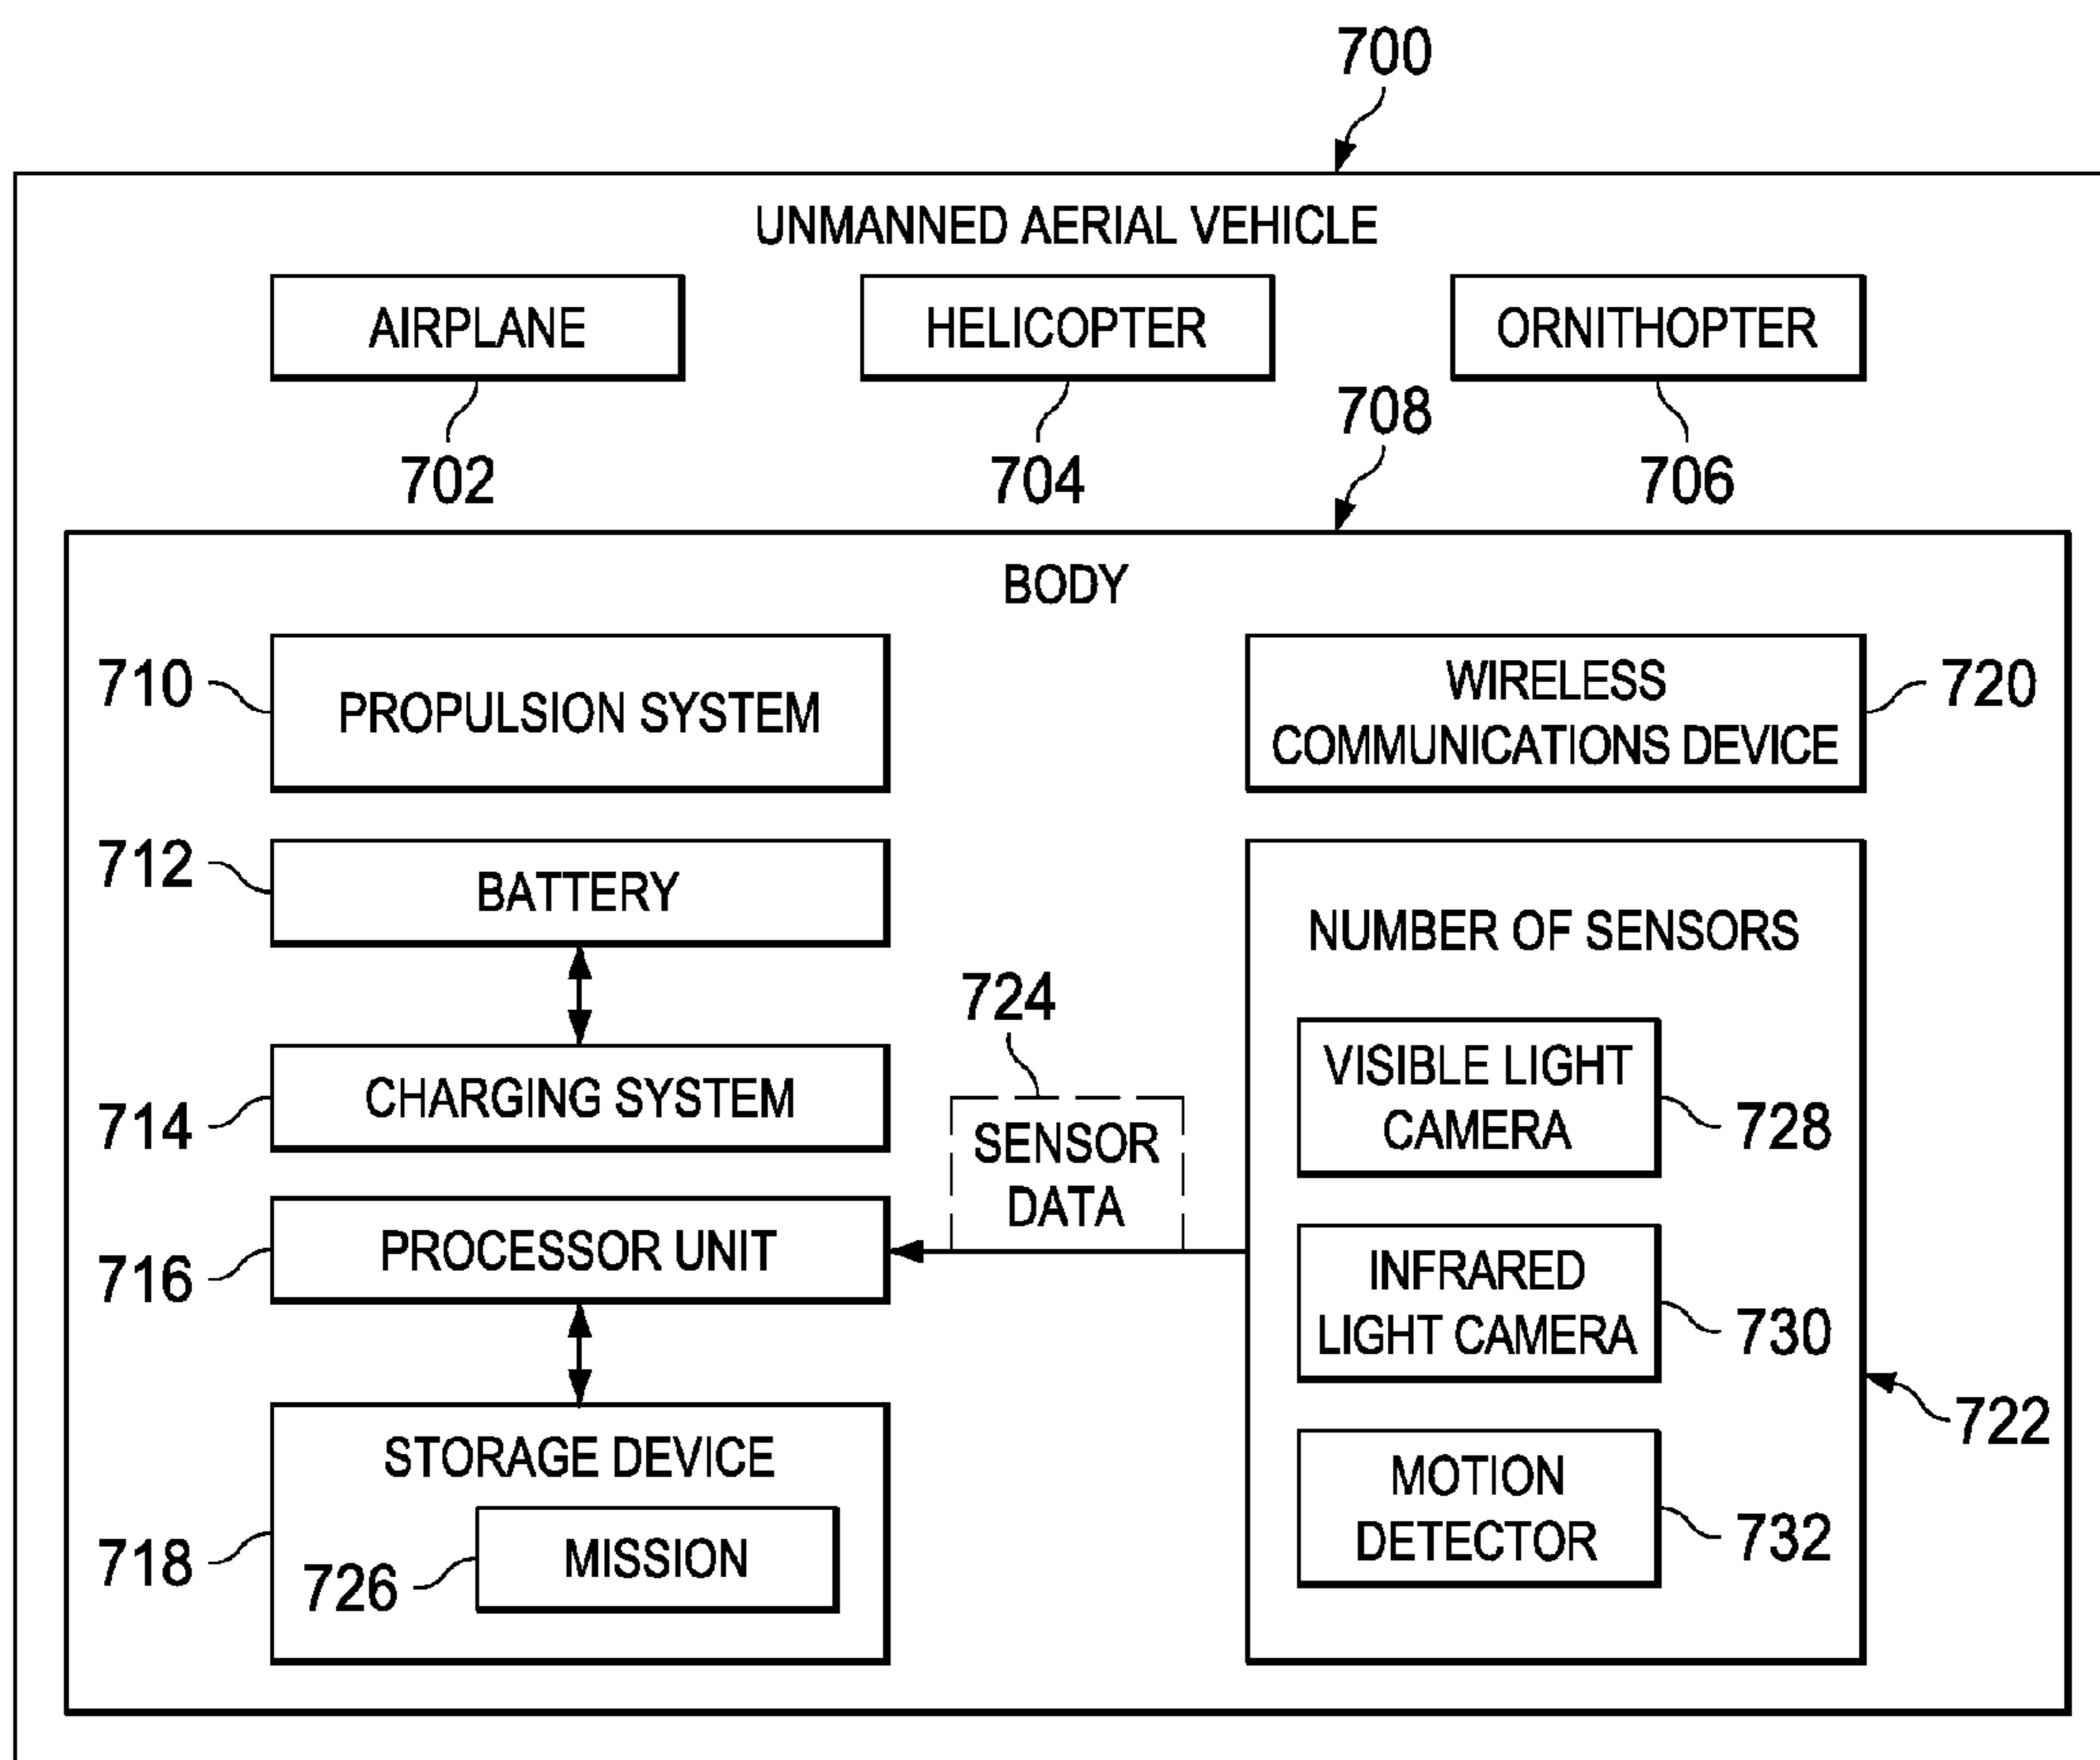 700
UNMANNED AERIAL VEHICLE
AIRPLANE
HELICOPTER
ORNITHOPTER
702
704
706
708
BODY
710
PROPULSION SYSTEM
WIRELESS
COMMUNICATIONS DEVICE
720
712
BATTERY
714
CHARGING SYSTEM
716
PROCESSOR UNIT
724
SENSOR
DATA
NUMBER OF SENSORS
VISIBLE LIGHT
CAMERA
728
INFRARED
LIGHT CAMERA
730
MOTION
DETECTOR
732
722
STORAGE DEVICE
718
726
MISSION